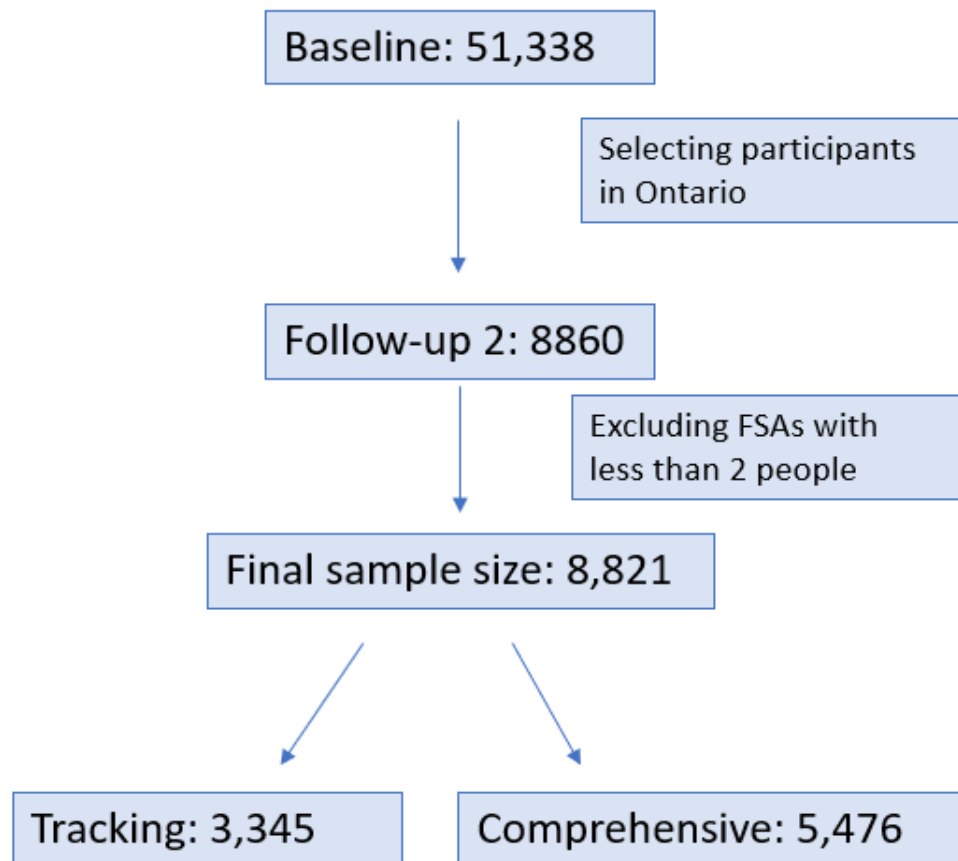 Baseline: 51,338
Selecting participants
in Ontario
Follow-up 2: 8860
Excluding FSAs with
less than 2 people
Final sample size: 8,821
Tracking: 3,345
Comprehensive: 5,476